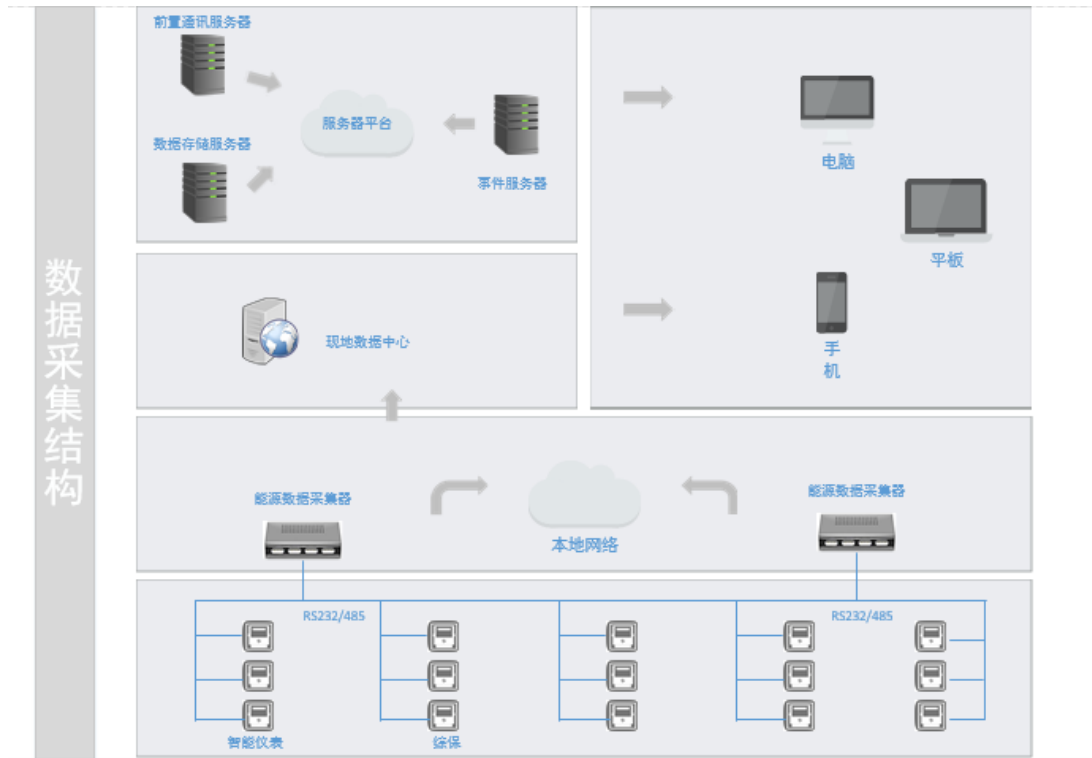 数据采集结构
前置通讯服务器
数据存储服务器
服务器平台
事件服务器
电脑
平板
手
机
现地数据中心
能源数据采集器
本地网络
能源数据采集器
RS232/485
RS232/485
智能仪表
综保